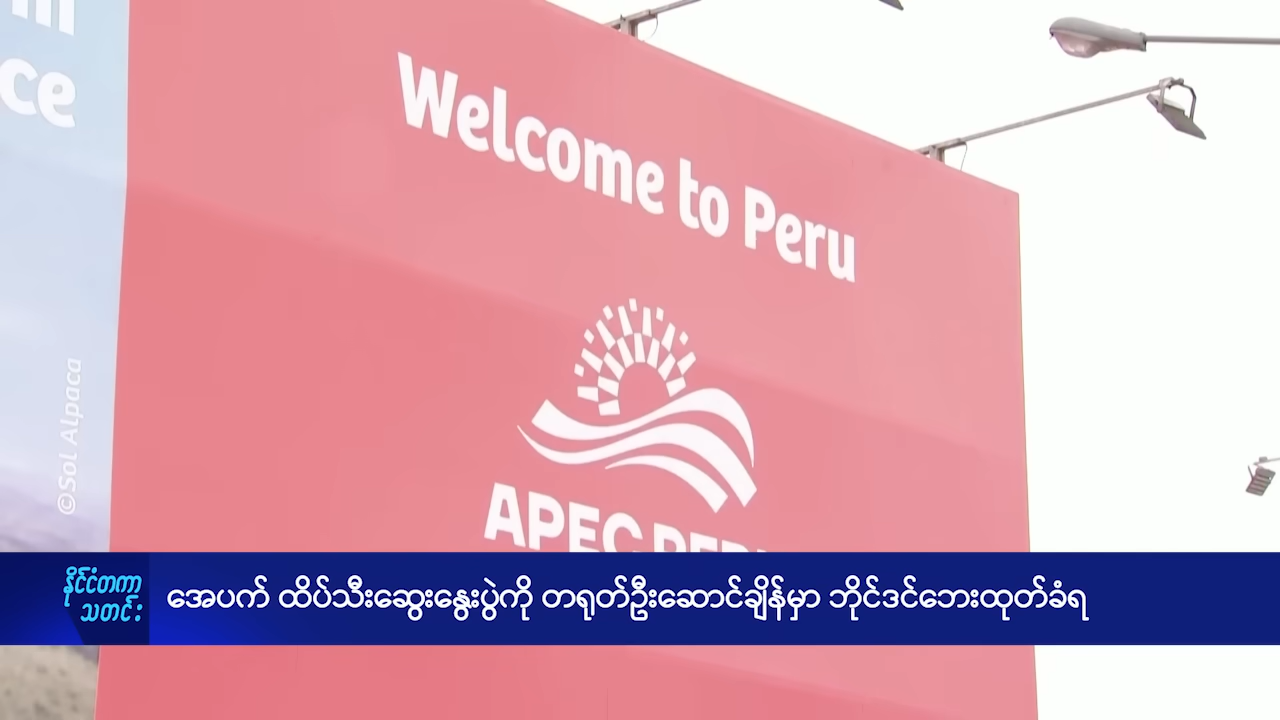 ce
©Sol Alpaca
Welcome to Peru
APEC PERU
နိုင်ငံတကာ
သတင်း
အေပက် ထိပ်သီးဆွေးနွေးပွဲကို တရုတ်ဦးဆောင်ချိန်မှာ ဘိုင်ဒင်ဘေးထုတ်ခံရ